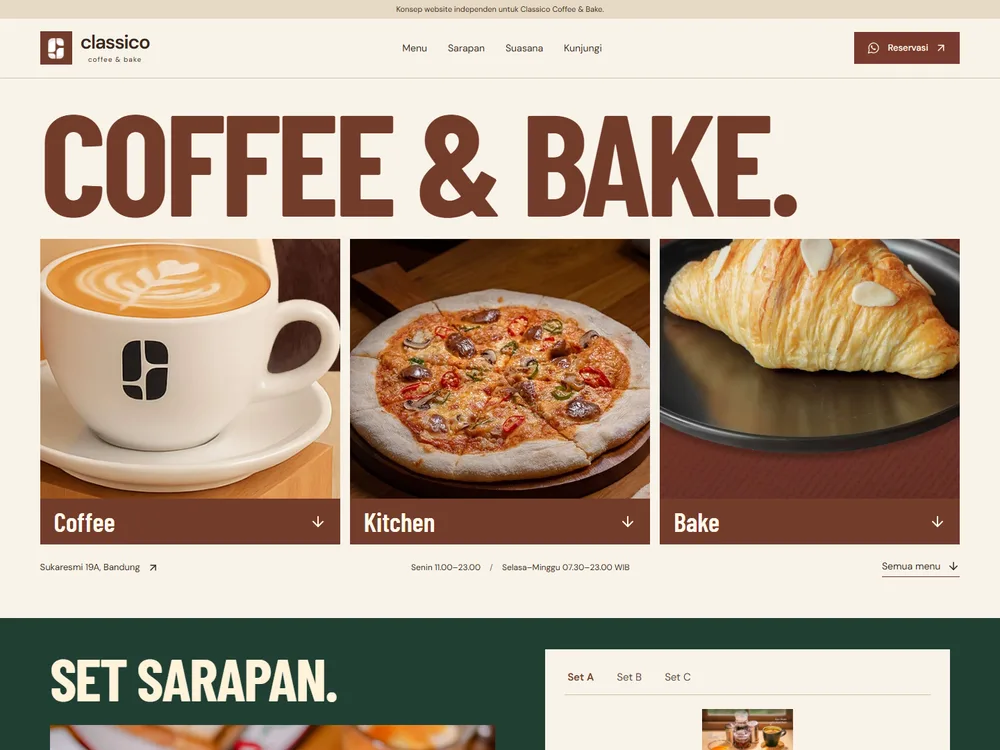 Konsep website independen untuk Classico Coffee & Bake.
classico
coffee & bake
Menu
Sarapan
Suasana
Kunjungi
Reservasi
COFFEE & BAKE.
Coffee
Kitchen
Bake
Sukaresmi 19A, Bandung
Senin 11.00–23.00 / Selasa–Minggu 07.30–23.00 WIB
Semua menu
SET SARAPAN.
Set A
Set B
Set C